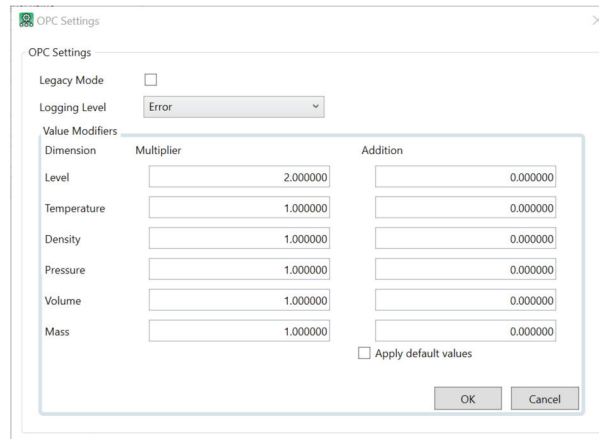 OPC Settings
OPC Settings
Legacy Mode
Logging Level Error
Value Modifiers
Dimension Multiplier Addition
Level 2.000000 0.000000
Temperature 1.000000 0.000000
Density 1.000000 0.000000
Pressure 1.000000 0.000000
Volume 1.000000 0.000000
Mass 1.000000 0.000000
Apply default values
OK Cancel